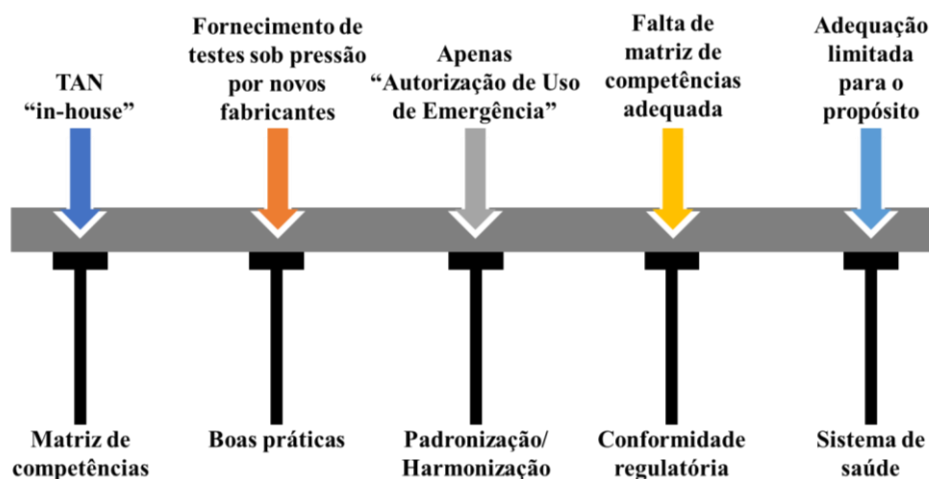 TAN
“in-house”
Fornecimento de
testes sob pressão
por novos
fabricantes
Apenas
“Autorização de Uso
de Emergência”
Falta de
matriz de
competências
adequada
Adequação
limitada
para o
propósito
Matriz de
competências
Boas práticas
Padronização/
Harmonização
Conformidade
regulatória
Sistema de
saúde